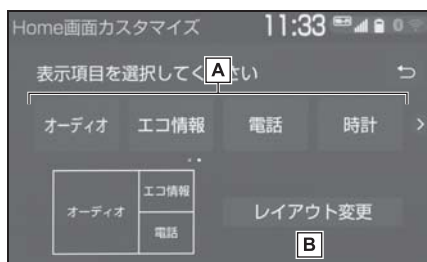 Home画面カスタマイズ 11:33
表示項目を選択してく A さい
オーディオ エコ情報 電話 時計 >
オーディオ エコ情報
電話
レイアウト変更
B